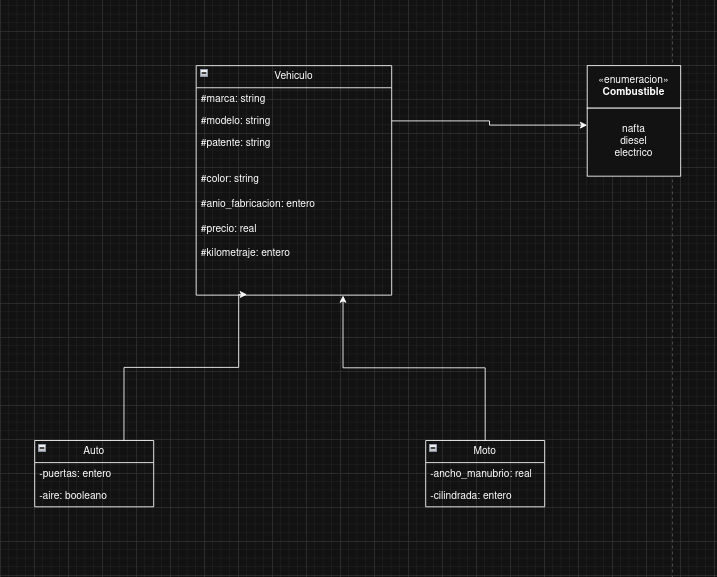 Vehiculo
#marca: string
#modelo: string
#patente: string
#color: string
#anio_fabricacion: entero
#precio: real
#kilometraje: entero
«enumeracion»
Combustible
nafta
diesel
electrico
Auto
-puertas: entero
-aire: booleano
Moto
-ancho_manubrio: real
-cilindrada: entero